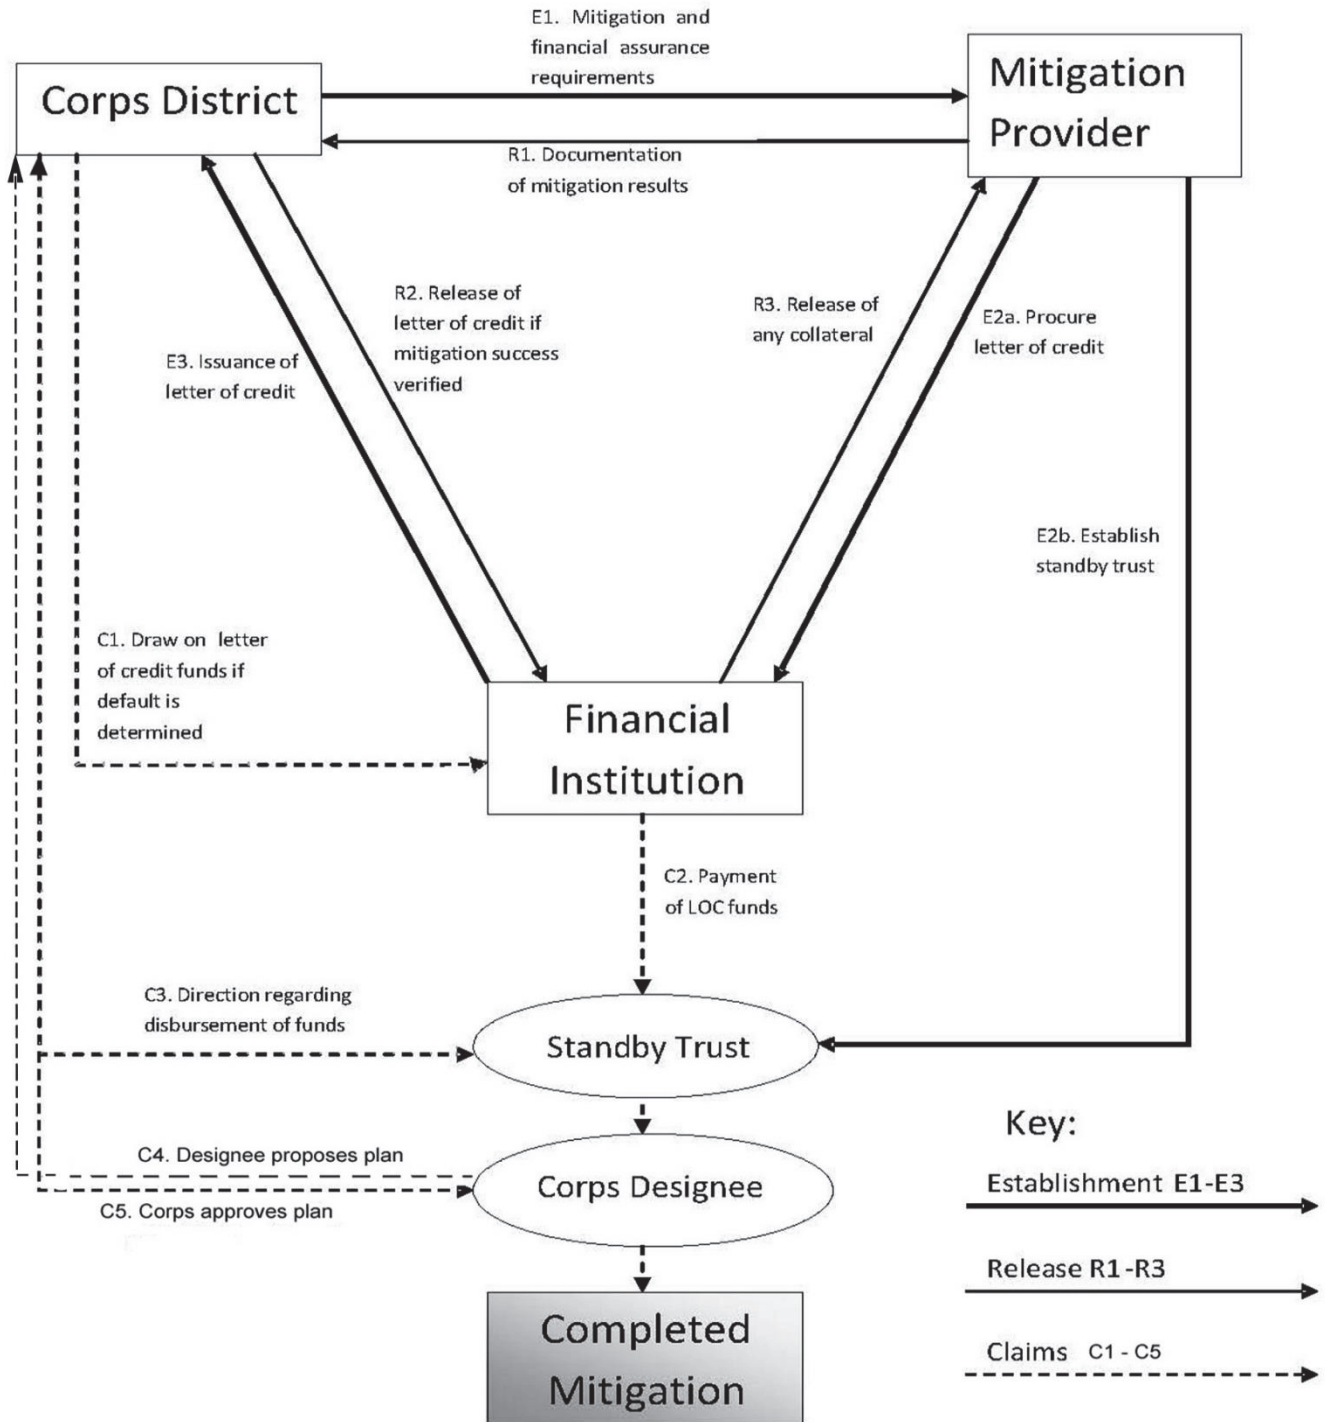 E1. Mitigation and
financial assurance
requirements
Corps District
Mitigation
Provider
R1. Documentation
of mitigation results
R2. Release of
letter of credit if
mitigation success
verified
R3. Release of
any collateral
E2a. Procure
letter of credit
E3. Issuance of
letter of credit
E2b. Establish
standby trust
C1. Draw on letter
of credit funds if
default is
determined
Financial
Institution
C2. Payment
of LOC funds
C3. Direction regarding
disbursement of funds
Standby Trust
C4. Designee proposes plan
Corps Designee
C5. Corps approves plan
Completed
Mitigation
Key:
Establishment E1-E3
Release R1-R3
Claims C1 - C5